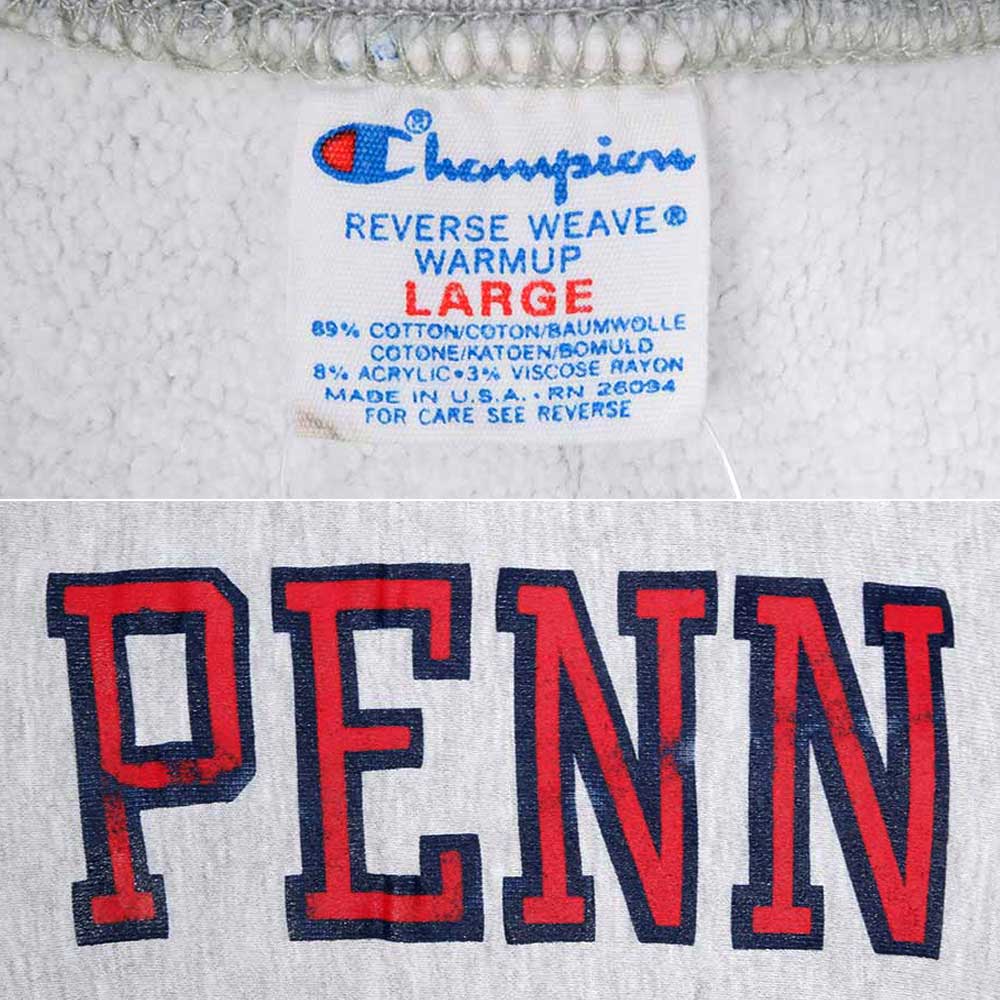 Champion®
REVERSE WEAVE®
WARMUP
LARGE
89% COTTON/COTON/BAUMWOLLE
COTONE/KATOEN/BOMULD
8% ACRYLIC•3% VISCOSE RAYON
MADE IN U.S.A. • RN 26094
FOR CARE SEE REVERSE
PENN